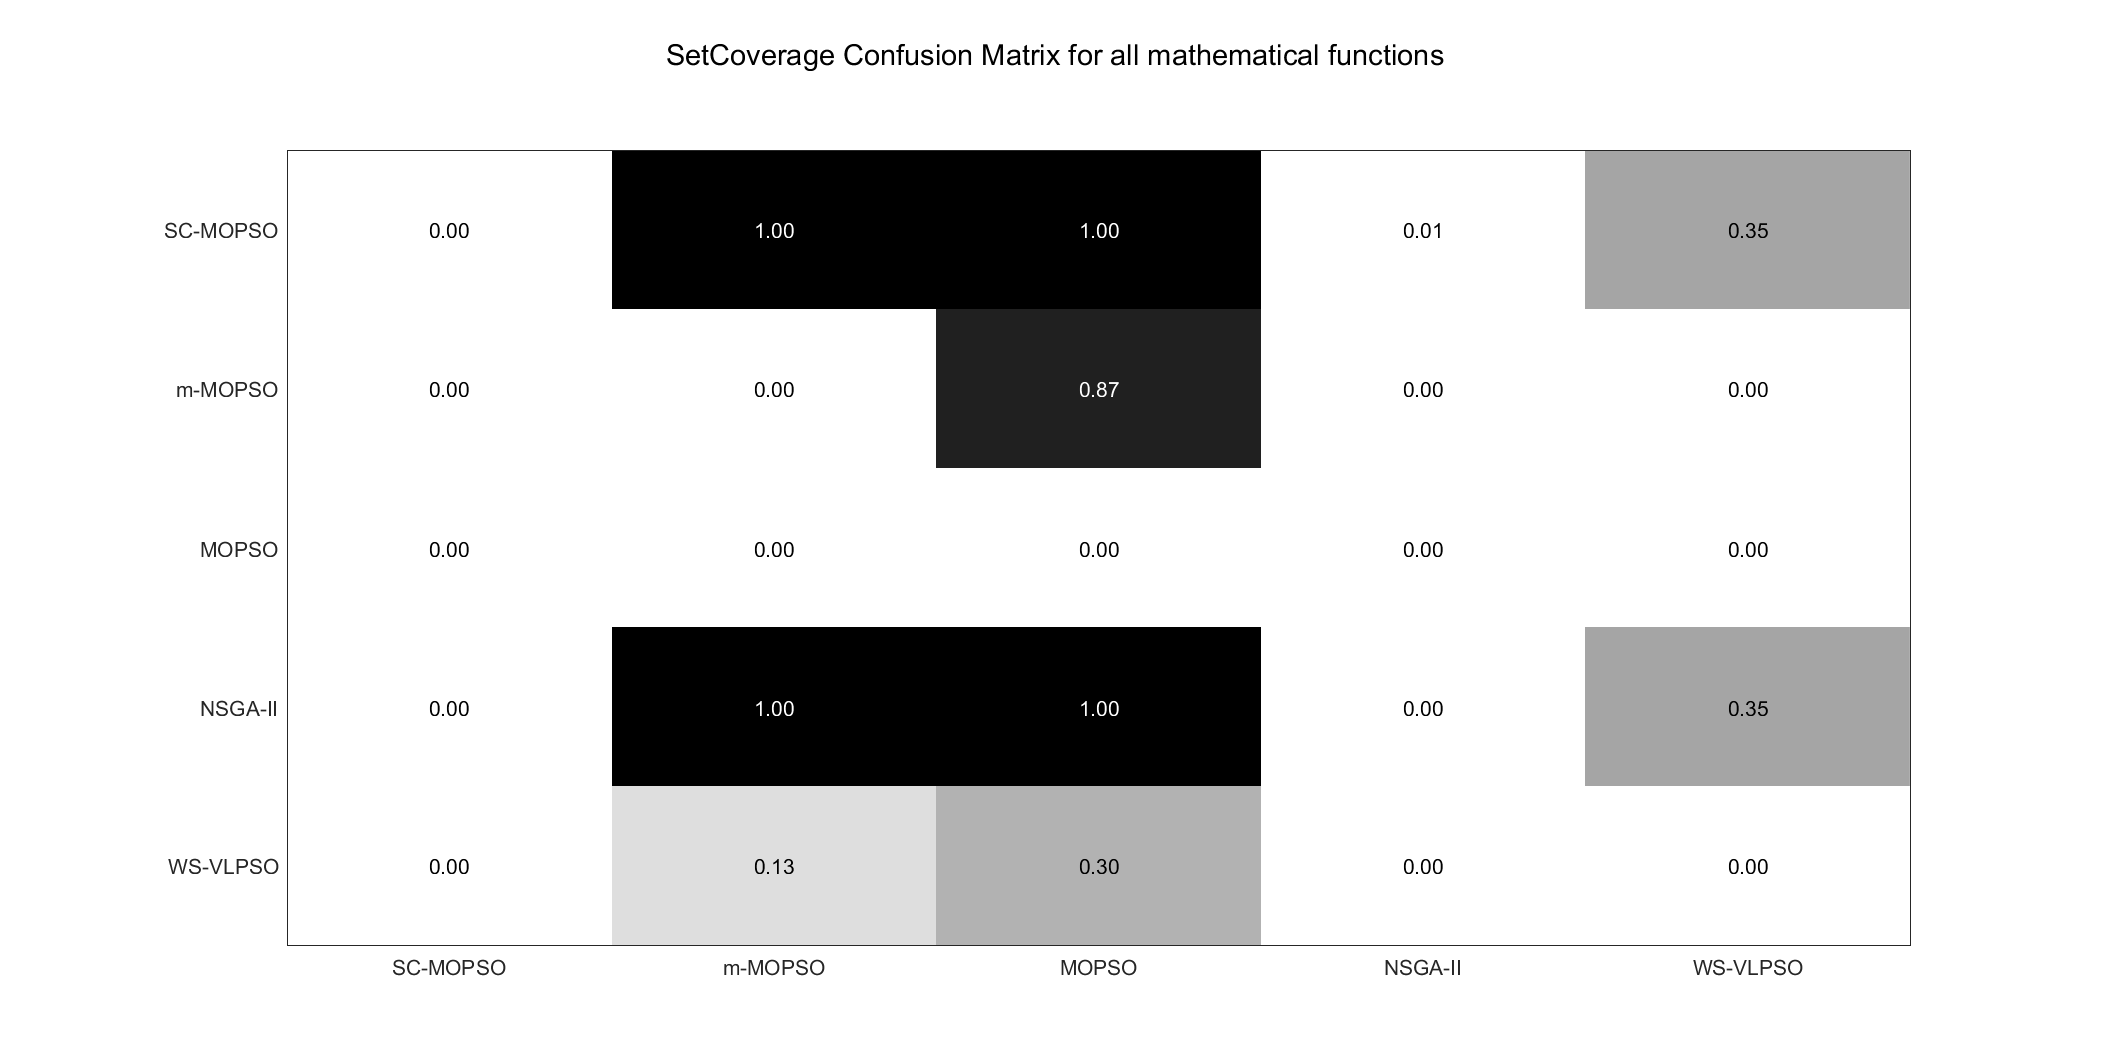 SetCoverage Confusion Matrix for all mathematical functions
SC-MOPSO 0.00 1.00 1.00 0.01 0.35
m-MOPSO 0.00 0.00 0.87 0.00 0.00
MOPSO 0.00 0.00 0.00 0.00 0.00
NSGA-II 0.00 1.00 1.00 0.00 0.35
WS-VLPSO 0.00 0.13 0.30 0.00 0.00
SC-MOPSO m-MOPSO MOPSO NSGA-II WS-VLPSO